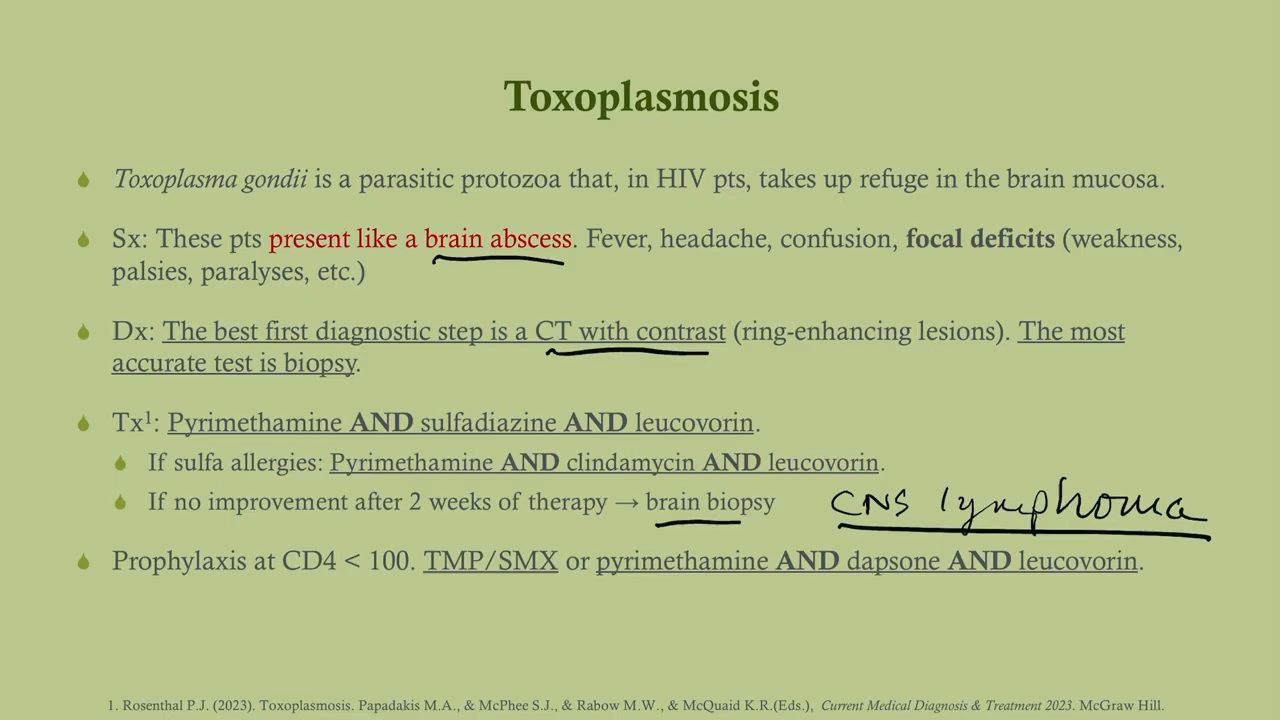 Toxoplasmosis
Toxoplasma gondii is a parasitic protozoa that, in HIV pts, takes up refuge in the brain mucosa.
Sx: These pts present like a brain abscess. Fever, headache, confusion, focal deficits (weakness,
palsies, paralyses, etc.)
Dx: The best first diagnostic step is a CT with contrast (ring-enhancing lesions). The most
accurate test is biopsy.
Tx¹: Pyrimethamine AND sulfadiazine AND leucovorin.
If sulfa allergies: Pyrimethamine AND clindamycin AND leucovorin.
If no improvement after 2 weeks of therapy → brain biopsy CNS lymphoma
Prophylaxis at CD4 < 100. TMP/SMX or pyrimethamine AND dapsone AND leucovorin.
1. Rosenthal P.J. (2023). Toxoplasmosis. Papadakis M.A., & McPhee S.J., & Rabow M.W., & McQuaid K.R.(Eds.), Current Medical Diagnosis & Treatment 2023. McGraw Hill.